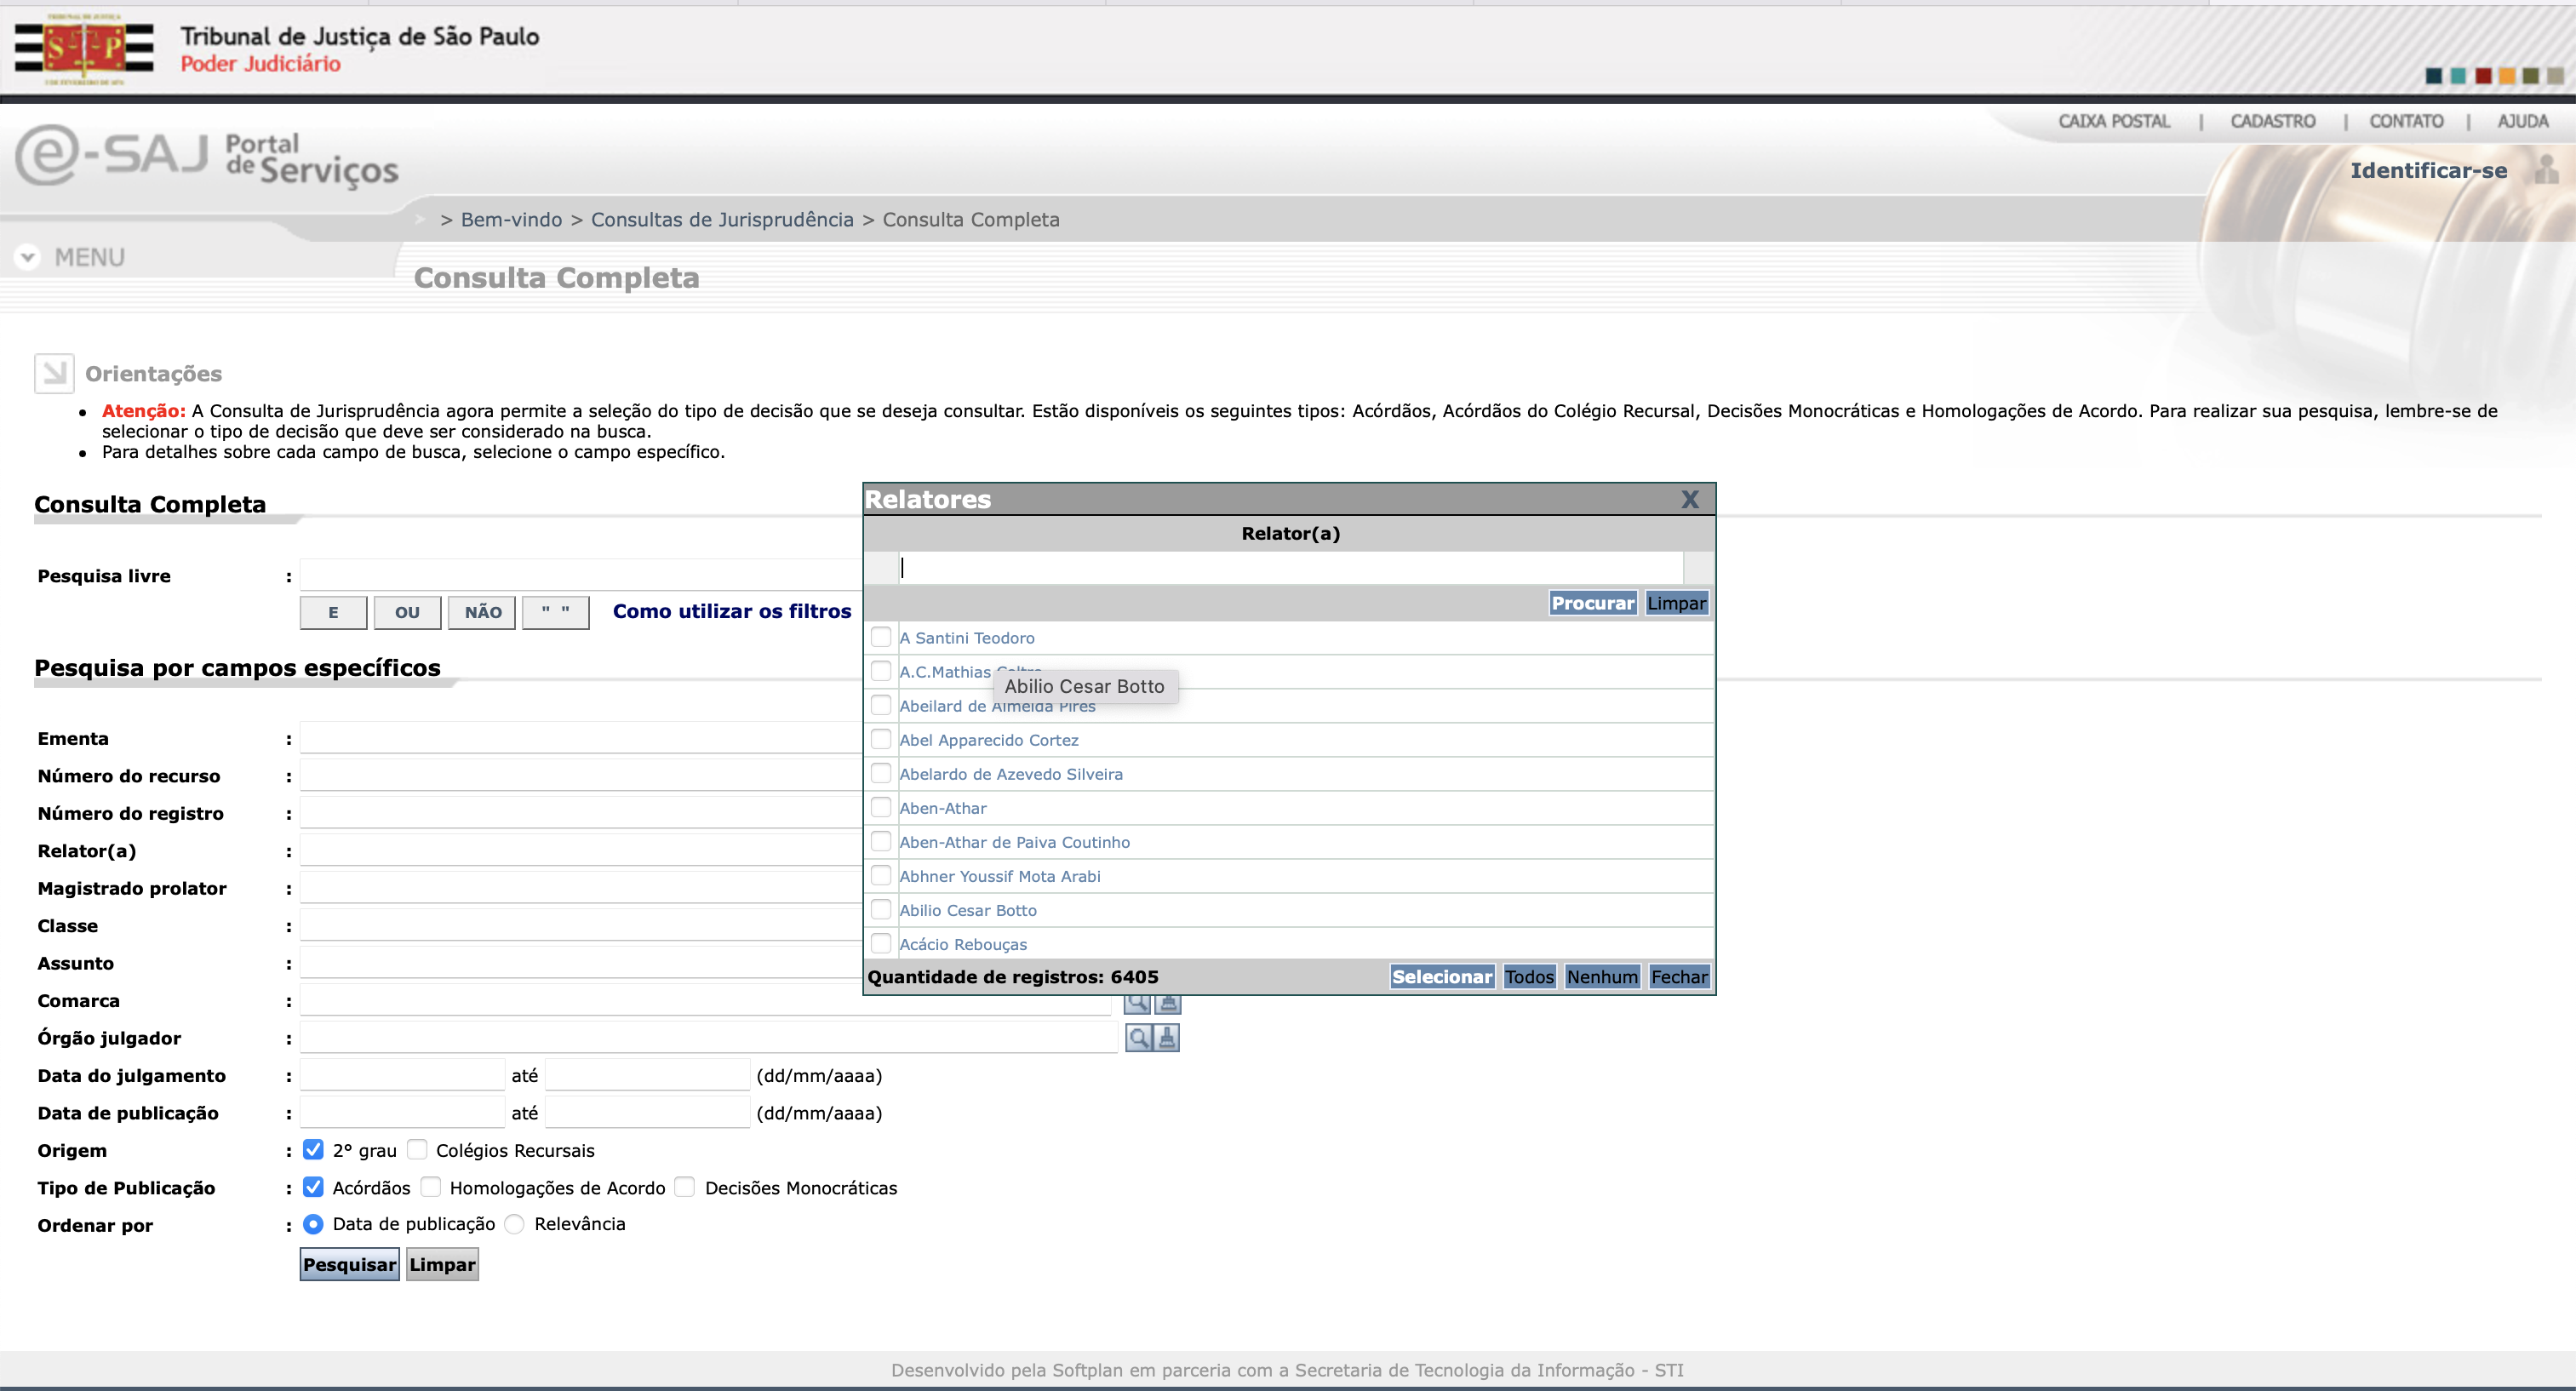 Tribunal de Justiça de São Paulo
Poder Judiciário
S P
CAIXA POSTAL | CADASTRO | CONTATO | AJUDA
e-SAJ Portal de Serviços
Identificar-se
> Bem-vindo > Consultas de Jurisprudência > Consulta Completa
MENU
Consulta Completa
Orientações
Atenção: A Consulta de Jurisprudência agora permite a seleção do tipo de decisão que se deseja consultar. Estão disponíveis os seguintes tipos: Acórdãos, Acórdãos do Colégio Recursal, Decisões Monocráticas e Homologações de Acordo. Para realizar sua pesquisa, lembre-se de
selecionar o tipo de decisão que deve ser considerado na busca.
Para detalhes sobre cada campo de busca, selecione o campo específico.
Consulta Completa
Pesquisa livre :
E OU NÃO " " Como utilizar os filtros
Pesquisa por campos específicos
Ementa :
Número do recurso :
Número do registro :
Relator(a) :
Magistrado prolator :
Classe :
Assunto :
Comarca :
Órgão julgador :
Data do julgamento : até (dd/mm/aaaa)
Data de publicação : até (dd/mm/aaaa)
Origem : 2º grau Colégios Recursais
Tipo de Publicação : Acórdãos Homologações de Acordo Decisões Monocráticas
Ordenar por : Data de publicação Relevância
Pesquisar Limpar
Relatores X
Relator(a)
Procurar Limpar
A Santini Teodoro
A.C.Mathias
Abilio Cesar Botto
Abeilard de Almeida Pires
Abel Apparecido Cortez
Abelardo de Azevedo Silveira
Aben-Athar
Aben-Athar de Paiva Coutinho
Abhner Youssif Mota Arabi
Abilio Cesar Botto
Acácio Rebouças
Quantidade de registros: 6405 Selecionar Todos Nenhum Fechar
Desenvolvido pela Softplan em parceria com a Secretaria de Tecnologia da Informação - STI